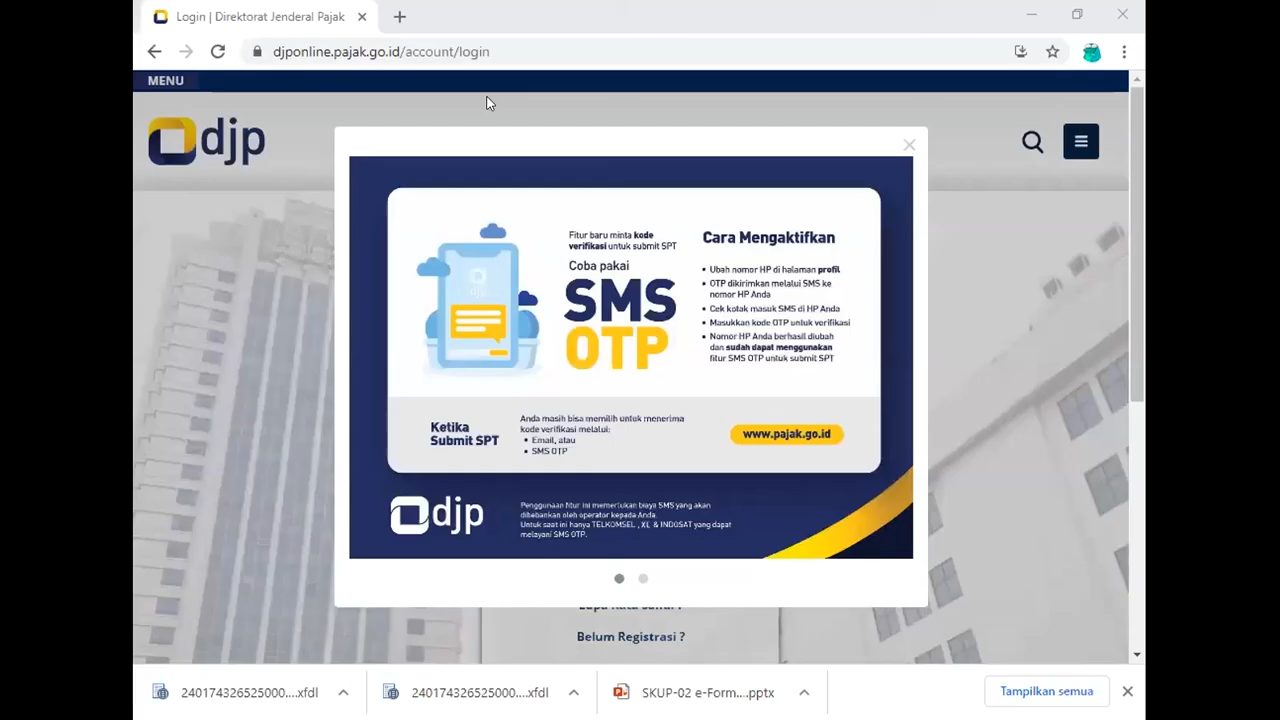 Login | Direktorat Jenderal Pajak
djponline.pajak.go.id/account/login
MENU
djp
Fitur baru minta kode
verifikasi untuk submit SPT
Coba pakai
SMS
OTP
Cara Mengaktifkan
• Ubah nomor HP di halaman profil
• OTP dikirimkan melalui SMS ke
nomor HP Anda
• Cek kotak masuk SMS di HP Anda
• Masukkan kode OTP untuk verifikasi
• Nomor HP Anda berhasil diubah
dan sudah dapat menggunakan
fitur SMS OTP untuk submit SPT
Ketika
Submit SPT
Anda masih bisa memilih untuk menerima
kode verifikasi melalui:
• Email, atau
• SMS OTP
www.pajak.go.id
djp
Penggunaan fitur ini memerlukan biaya SMS yang akan
dibebankan oleh operator kepada Anda.
Untuk saat ini hanya TELKOMSEL , XL & INDOSAT yang dapat
melayani SMS OTP.
Belum Registrasi ?
240174326525000....xfdl
240174326525000....xfdl
SKUP-02 e-Form....pptx
Tampilkan semua